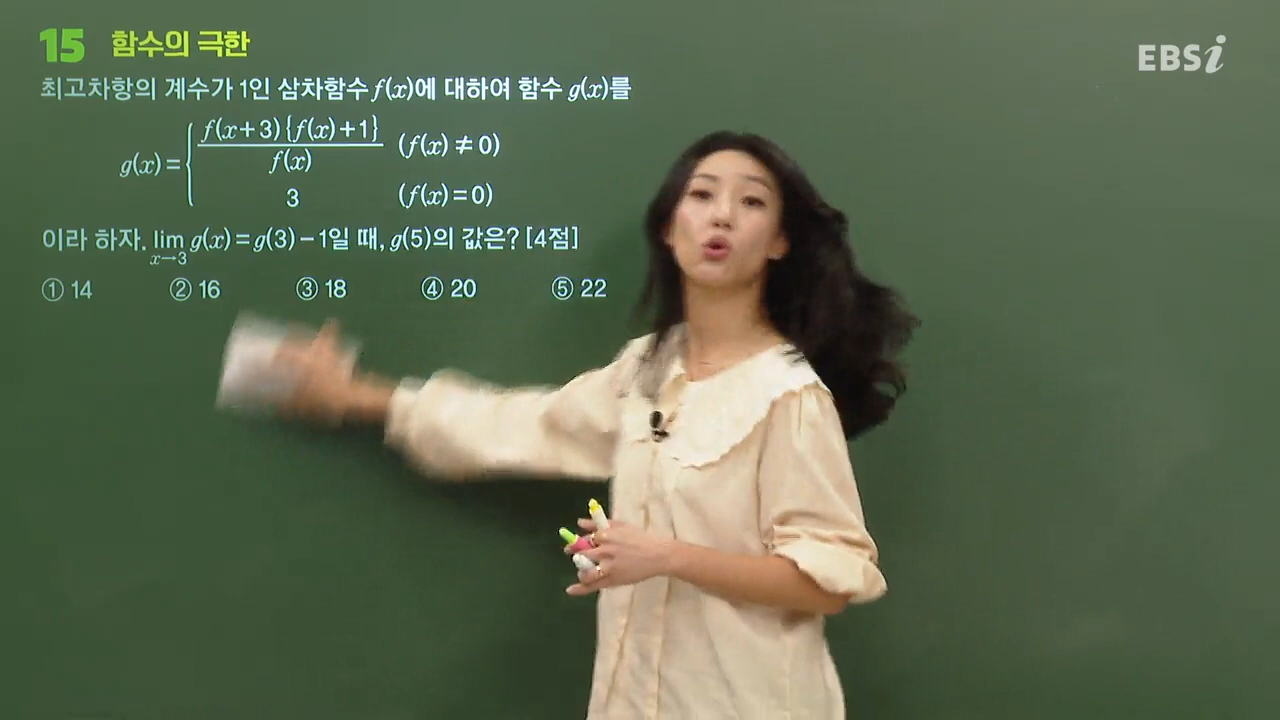 15 함수의 극한
EBSi
최고차항의 계수가 1인 삼차함수 f(x)에 대하여 함수 g(x)를
g(x)={ f(x+3){f(x)+1} / f(x) (f(x)≠0)
3 (f(x)=0)
이라 하자. lim x→3 g(x)=g(3)−1일 때, g(5)의 값은? [4점]
① 14 ② 16 ③ 18 ④ 20 ⑤ 22